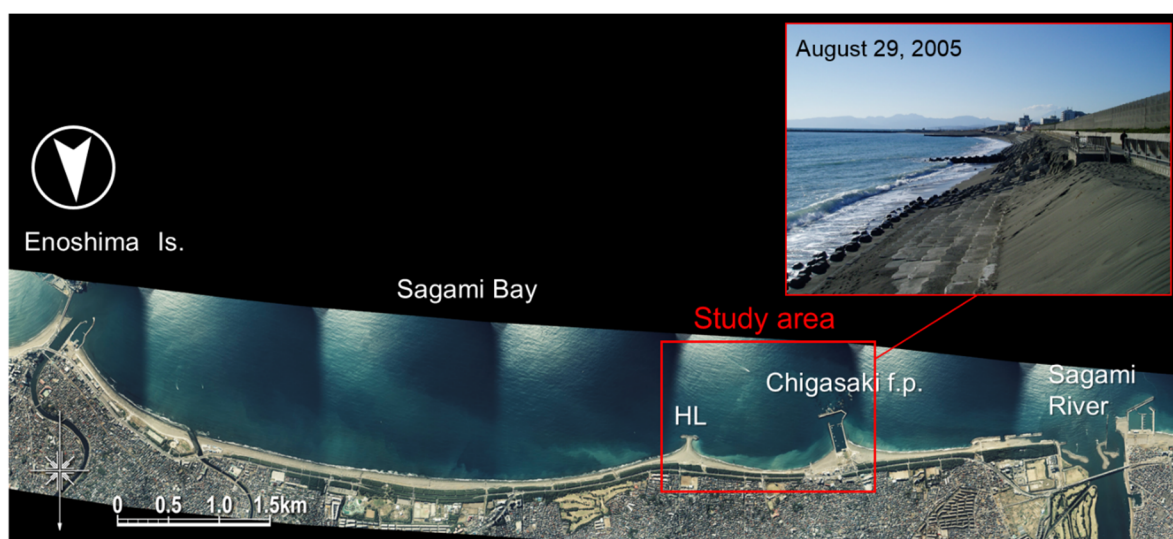 August 29, 2005
Enoshima Is.
Sagami Bay
Study area
Chigasaki f.p.
Sagami
River
HL
0 0.5 1.0 1.5km